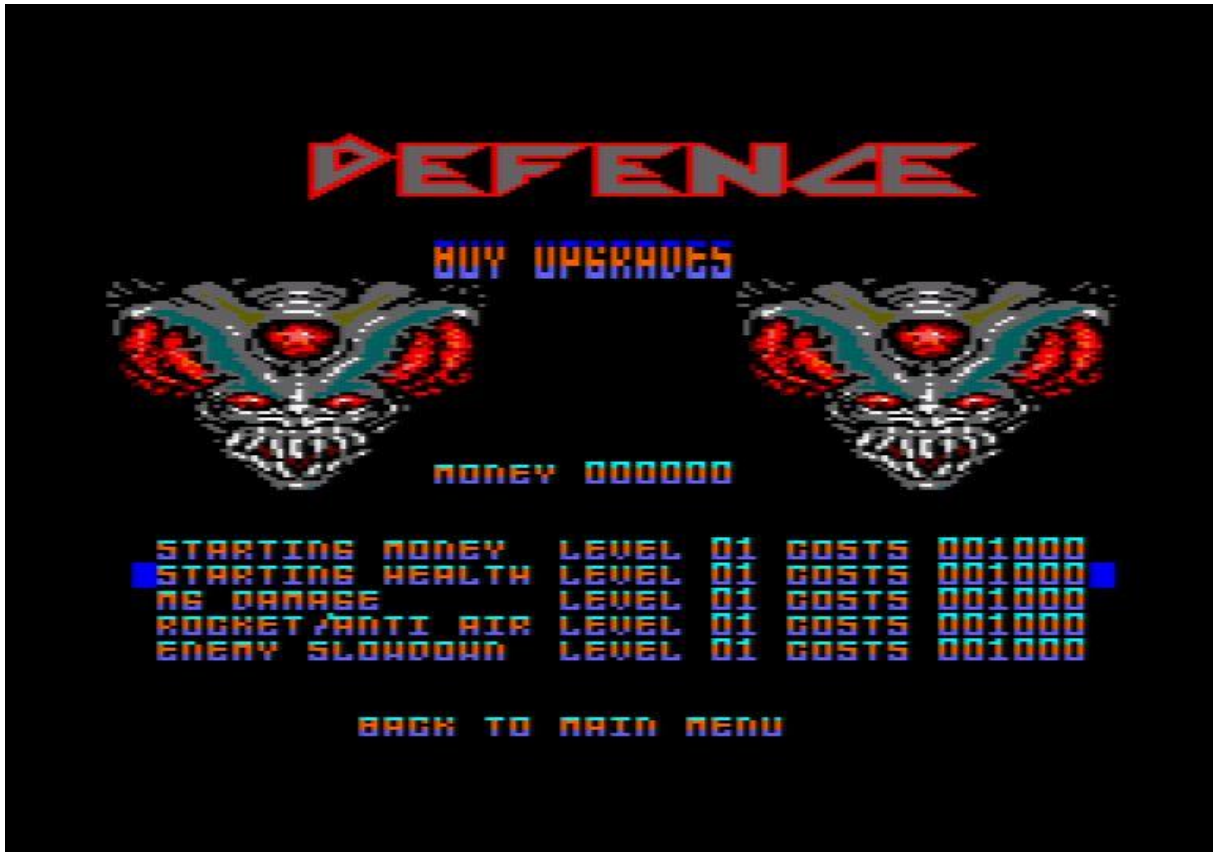 DEFENCE
BUY UPGRADES
MONEY 000000
STARTING MONEY LEVEL 01 COSTS 001000
STARTING HEALTH LEVEL 01 COSTS 001000
MG DAMAGE LEVEL 01 COSTS 001000
ROCKET/ANTI AIR LEVEL 01 COSTS 001000
ENEMY SLOWDOWN LEVEL 01 COSTS 001000
BACK TO MAIN MENU